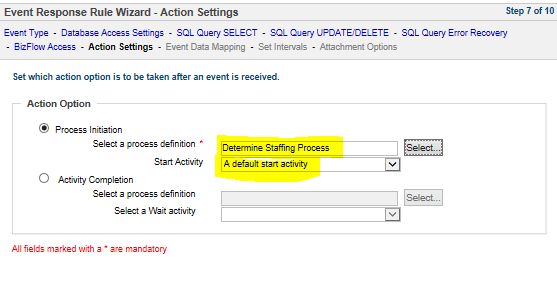 Event Response Rule Wizard - Action Settings Step 7 of 10
Event Type - Database Access Settings - SQL Query SELECT - SQL Query UPDATE/DELETE - SQL Query Error Recovery
- BizFlow Access - Action Settings - Event Data Mapping - Set Intervals - Attachment Options
Set which action option is to be taken after an event is received.
Action Option
Process Initiation
Select a process definition * Determine Staffing Process Select...
Start Activity A default start activity
Activity Completion
Select a process definition Select...
Select a Wait activity
All fields marked with a * are mandatory